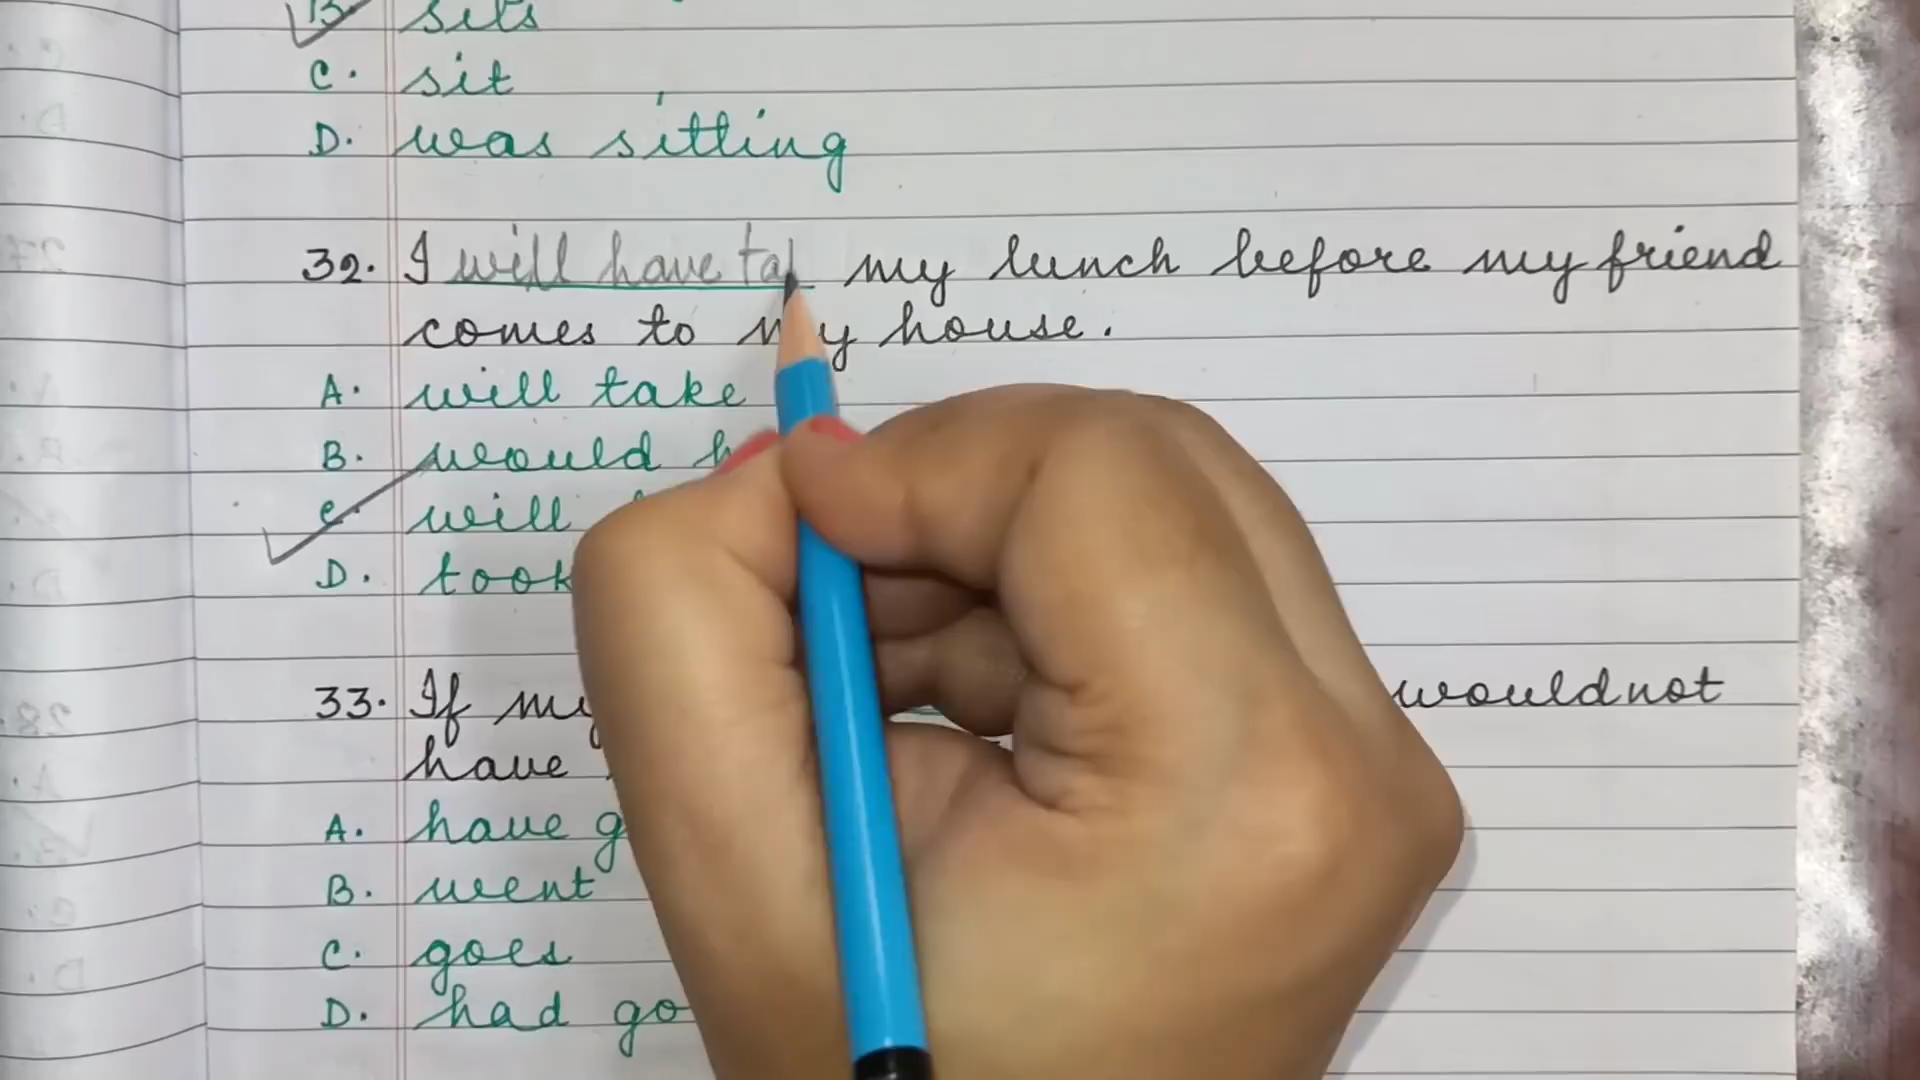 B. sits
C. sit
D. was sitting
32. I will have ta my lunch before my friend
comes to my house.
A. will take
B. would h
C. will
D. took
33. If my wouldnot
have
A. have g
B. went
C. goes
D. had go